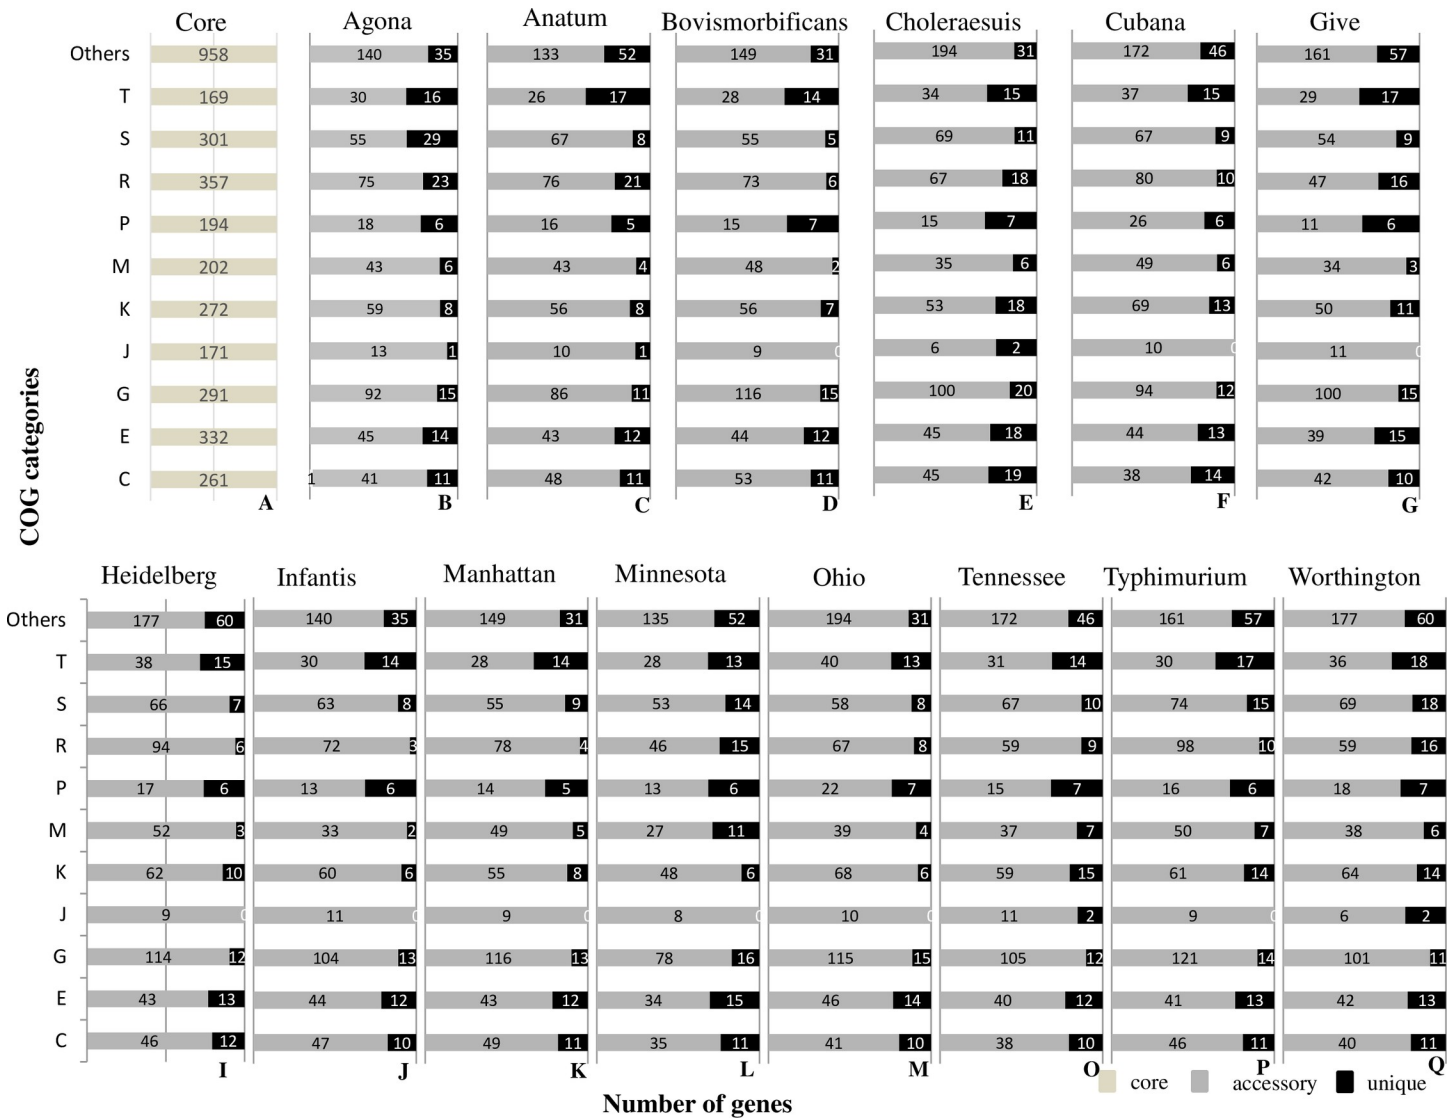 Core Agona Anatum Bovismorbificans Choleraesuis Cubana Give
Others 958 140 35 133 52 149 31 194 31 172 46 161 57
T 169 30 16 26 17 28 14 34 15 37 15 29 17
S 301 55 29 67 8 55 5 69 11 67 9 54 9
R 357 75 23 76 21 73 6 67 18 80 10 47 16
P 194 18 6 16 5 15 7 15 7 26 6 11 6
M 202 43 6 43 4 48 2 35 6 49 6 34 3
K 272 59 8 56 8 56 7 53 18 69 13 50 11
J 171 13 1 10 1 9 0 6 2 10 0 11 0
G 291 92 15 86 11 116 15 100 20 94 12 100 15
E 332 45 14 43 12 44 12 45 18 44 13 39 15
C 261 1 41 11 48 11 53 11 45 19 38 14 42 10
A B C D E F G
COG categories
Heidelberg Infantis Manhattan Minnesota Ohio Tennessee Typhimurium Worthington
Others 177 60 140 35 149 31 135 52 194 31 172 46 161 57 177 60
T 38 15 30 14 28 14 28 13 40 13 31 14 30 17 36 18
S 66 7 63 8 55 9 53 14 58 8 67 10 74 15 69 18
R 94 6 72 3 78 4 46 15 67 8 59 9 98 10 59 16
P 17 6 13 6 14 5 13 6 22 7 15 7 16 6 18 7
M 52 3 33 2 49 5 27 11 39 4 37 7 50 7 38 6
K 62 10 60 6 55 8 48 6 68 6 59 15 61 14 64 14
J 9 0 11 0 9 0 8 0 10 0 11 2 9 0 6 2
G 114 12 104 13 116 13 78 16 115 15 105 12 121 14 101 11
E 43 13 44 12 43 12 34 15 46 14 40 12 41 13 42 13
C 46 12 47 10 49 11 35 11 41 10 38 10 46 11 40 11
I J K L M O P Q
core accessory unique
Number of genes